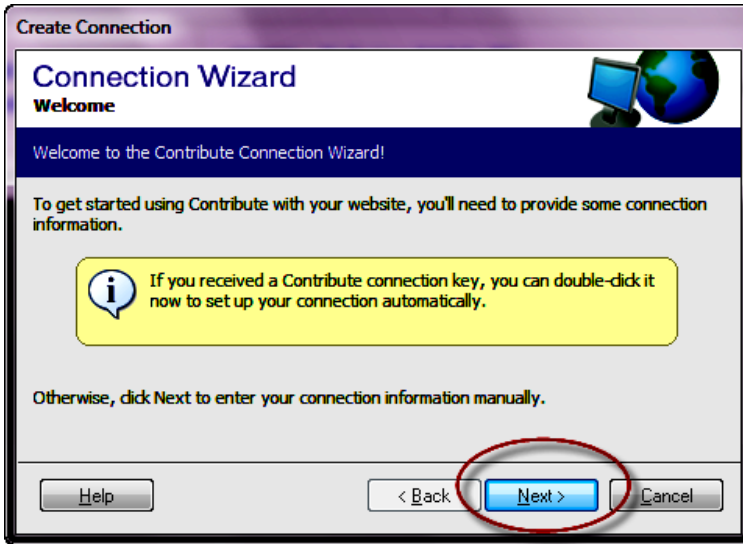 Create Connection
Connection Wizard
Welcome
Welcome to the Contribute Connection Wizard!
To get started using Contribute with your website, you'll need to provide some connection
information.
If you received a Contribute connection key, you can double-click it
now to set up your connection automatically.
Otherwise, click Next to enter your connection information manually.
Help
< Back
Next >
Cancel